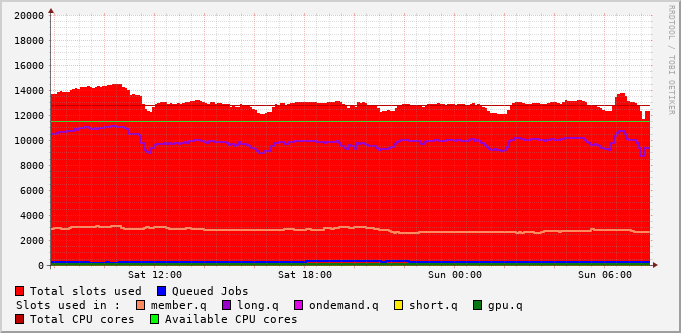 20000
18000
16000
14000
12000
10000
8000
6000
4000
2000
0
Sat 12:00 Sat 18:00 Sun 00:00 Sun 06:00
RRDTOOL / TOBI OETIKER
Total slots used Queued Jobs
Slots used in : member.q long.q ondemand.q short.q gpu.q
Total CPU cores Available CPU cores